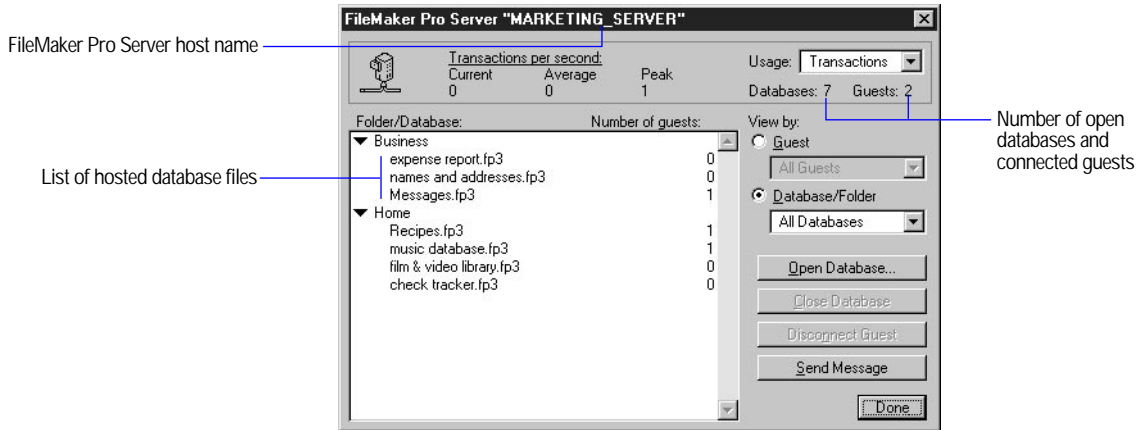 FileMaker Pro Server "MARKETING_SERVER"
FileMaker Pro Server host name
Transactions per second:
Current Average Peak
0 0 1
Usage: Transactions
Databases: 7 Guests: 2
Number of open
databases and
connected guests
Folder/Database: Number of guests:
Business
expense report.fp3 0
names and addresses.fp3 0
Messages.fp3 1
List of hosted database files
Home
Recipes.fp3 1
music database.fp3 1
film & video library.fp3 0
check tracker.fp3 0
View by:
Guest
All Guests
Database/Folder
All Databases
Open Database...
Close Database
Disconnect Guest
Send Message
Done